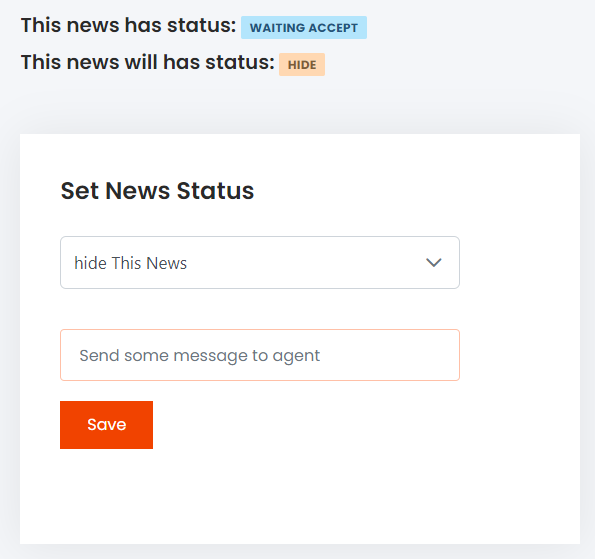 This news has status: WAITING ACCEPT
This news will has status: HIDE
Set News Status
hide This News
Send some message to agent
Save